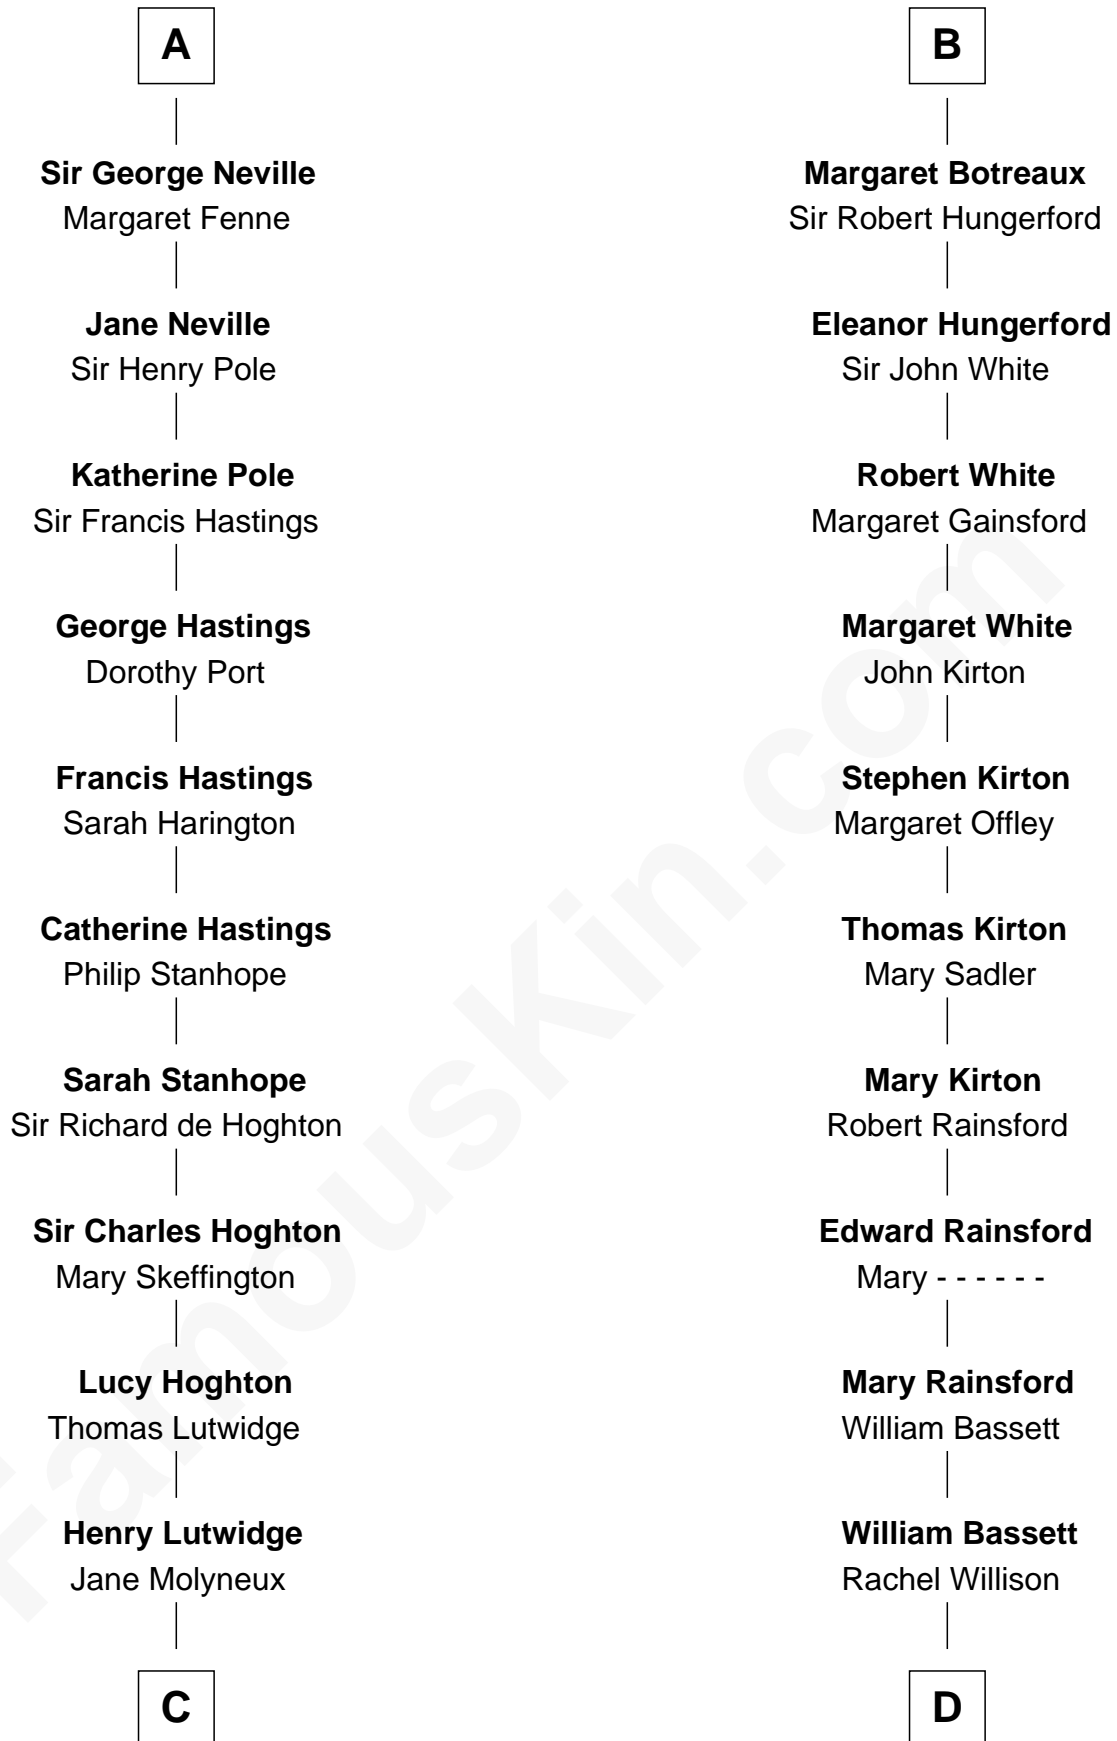 A
Sir George Neville
Margaret Fenne
Jane Neville
Sir Henry Pole
Katherine Pole
Sir Francis Hastings
George Hastings
Dorothy Port
Francis Hastings
Sarah Harington
Catherine Hastings
Philip Stanhope
Sarah Stanhope
Sir Richard de Hoghton
Sir Charles Hoghton
Mary Skeffington
Lucy Hoghton
Thomas Lutwidge
Henry Lutwidge
Jane Molyneux
C
B
Margaret Botreaux
Sir Robert Hungerford
Eleanor Hungerford
Sir John White
Robert White
Margaret Gainsford
Margaret White
John Kirton
Stephen Kirton
Margaret Offley
Thomas Kirton
Mary Sadler
Mary Kirton
Robert Rainsford
Edward Rainsford
Mary - - - - - -
Mary Rainsford
William Bassett
William Bassett
Rachel Willison
D
FamousKin.com